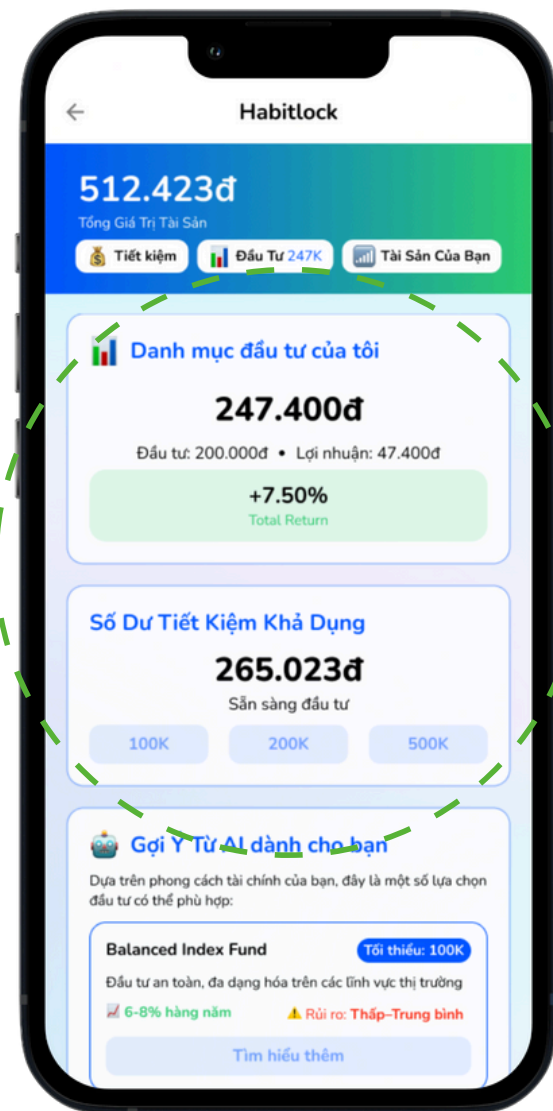 Habitlock
512.423đ
Tổng Giá Trị Tài Sản
Tiết kiệm
Đầu Tư 247K
Tài Sản Của Bạn
Danh mục đầu tư của tôi
247.400đ
Đầu tư: 200.000đ • Lợi nhuận: 47.400đ
+7.50%
Total Return
Số Dư Tiết Kiệm Khả Dụng
265.023đ
Sẵn sàng đầu tư
100K
200K
500K
Gợi Ý Từ AI dành cho bạn
Dựa trên phong cách tài chính của bạn, đây là một số lựa chọn
đầu tư có thể phù hợp:
Balanced Index Fund
Tối thiểu: 100K
Đầu tư an toàn, đa dạng hóa trên các lĩnh vực thị trường
6-8% hàng năm
Rủi ro: Thấp–Trung bình
Tìm hiểu thêm